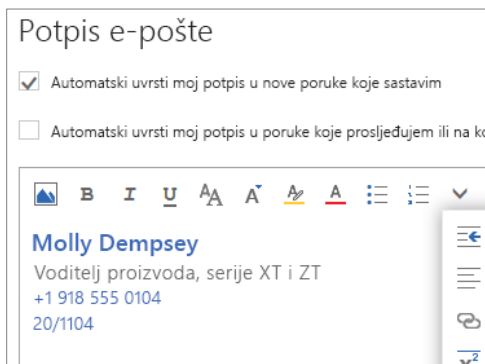 Potpis e-pošte
Automatski uvrsti moj potpis u nove poruke koje sastavim
Automatski uvrsti moj potpis u poruke koje prosljeđujem ili na
B I U A A A A
Molly Dempsey
Voditelj proizvoda, serije XT i ZT
+1 918 555 0104
20/1104